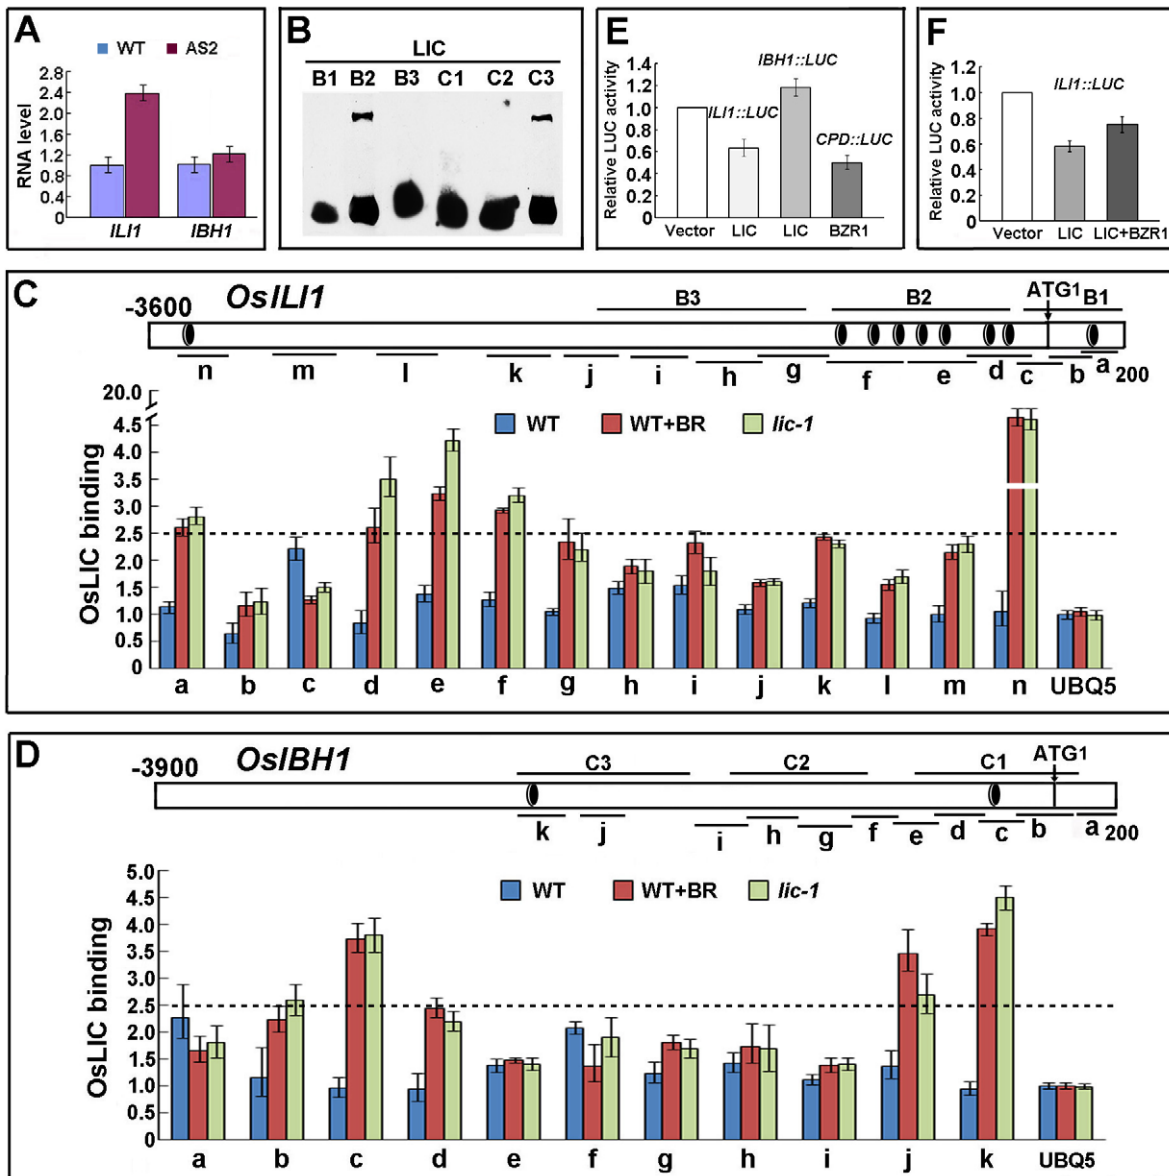 A
WT AS2
RNA level
2.8
2.4
2.0
1.6
1.2
0.8
0.4
0
ILI1 IBH1
B
LIC
B1 B2 B3 C1 C2 C3
E
Relative LUC activity
1.4
1.2
1.0
0.8
0.6
0.4
0.2
0.0
ILI1::LUC
IBH1::LUC
CPD::LUC
Vector LIC LIC BZR1
F
Relative LUC activity
1.2
1.0
0.8
0.6
0.4
0.2
0.0
ILI1::LUC
Vector LIC LIC+BZR1
C
-3600 OsILI1 B3 B2 ATG1 B1
n m l k j i h g f e d c b a 200
OsLIC binding
20.0
4.5
3.5
3.0
2.5
2.0
1.5
1.0
0.5
0
WT WT+BR lic-1
a b c d e f g h i j k l m n UBQ5
D
-3900 OsIBH1 C3 C2 C1 ATG1
k j i h g f e d c b a 200
OsLIC binding
5.0
4.5
4.0
3.5
3.0
2.5
2.0
1.5
1.0
0.5
0
WT WT+BR lic-1
a b c d e f g h i j k UBQ5